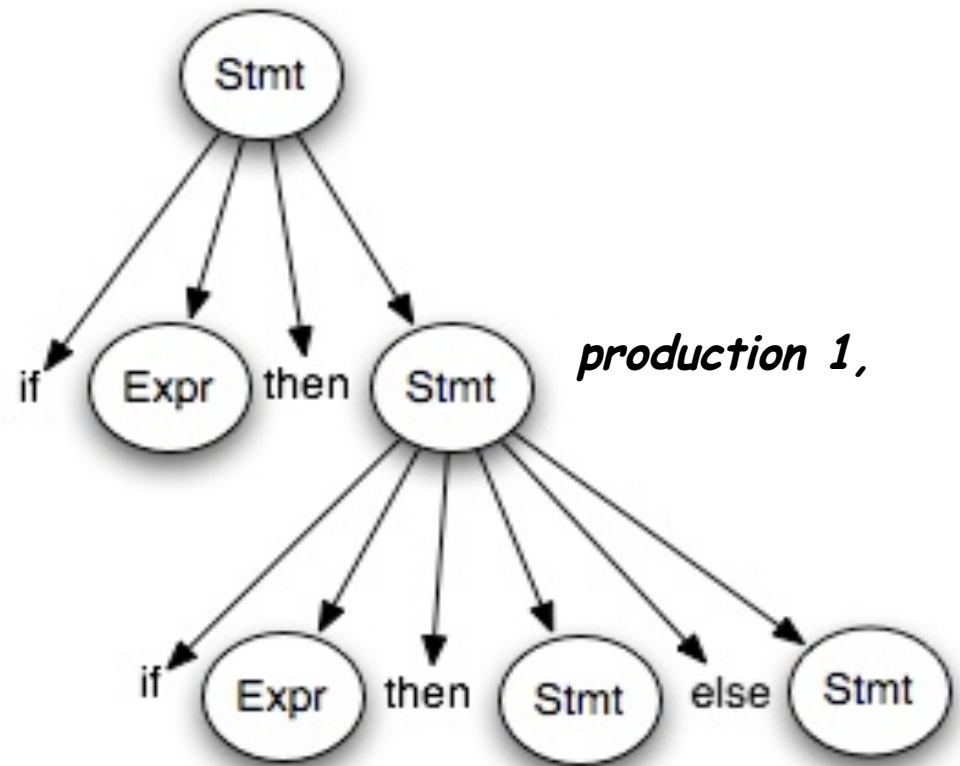 Stmt
if Expr then Stmt production 1,
if Expr then Stmt else Stmt